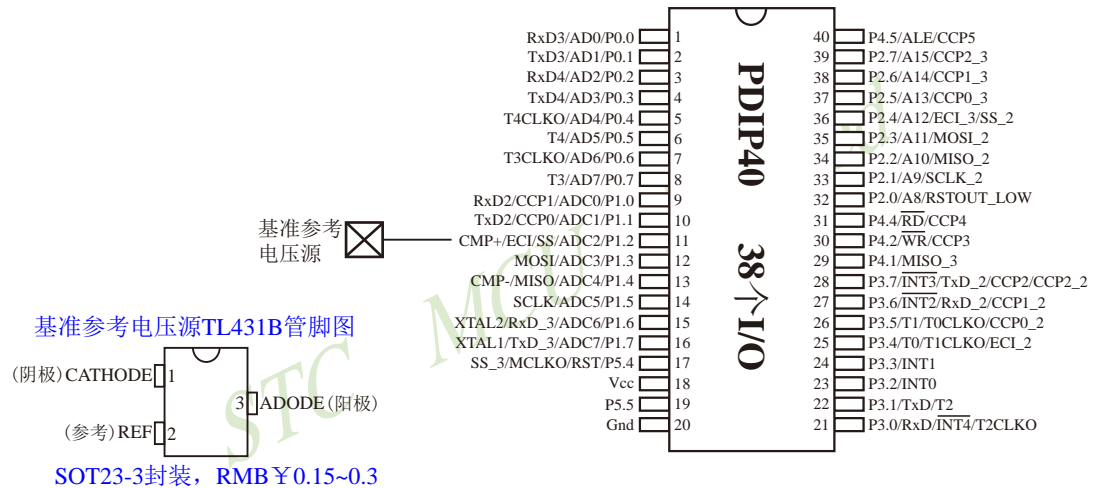 RxD3/AD0/P0.0 1
TxD3/AD1/P0.1 2
RxD4/AD2/P0.2 3
TxD4/AD3/P0.3 4
T4CLKO/AD4/P0.4 5
T4/AD5/P0.5 6
T3CLKO/AD6/P0.6 7
T3/AD7/P0.7 8
RxD2/CCP1/ADC0/P1.0 9
TxD2/CCP0/ADC1/P1.1 10
CMP+/ECI/SS/ADC2/P1.2 11
MOSI/ADC3/P1.3 12
CMP-/MISO/ADC4/P1.4 13
SCLK/ADC5/P1.5 14
XTAL2/RxD_3/ADC6/P1.6 15
XTAL1/TxD_3/ADC7/P1.7 16
SS_3/MCLKO/RST/P5.4 17
Vcc 18
P5.5 19
Gnd 20
PDIP40 38个I/O
40 P4.5/ALE/CCP5
39 P2.7/A15/CCP2_3
38 P2.6/A14/CCP1_3
37 P2.5/A13/CCP0_3
36 P2.4/A12/ECI_3/SS_2
35 P2.3/A11/MOSI_2
34 P2.2/A10/MISO_2
33 P2.1/A9/SCLK_2
32 P2.0/A8/RSTOUT_LOW
31 P4.4/RD/CCP4
30 P4.2/WR/CCP3
29 P4.1/MISO_3
28 P3.7/INT3/TxD_2/CCP2/CCP2_2
27 P3.6/INT2/RxD_2/CCP1_2
26 P3.5/T1/T0CLKO/CCP0_2
25 P3.4/T0/T1CLKO/ECI_2
24 P3.3/INT1
23 P3.2/INT0
22 P3.1/TxD/T2
21 P3.0/RxD/INT4/T2CLKO
基准参考
电压源
基准参考电压源TL431B管脚图
(阴极)CATHODE 1
3 ADODE(阳极)
(参考)REF 2
SOT23-3封装，RMB￥0.15~0.3
STC MCU